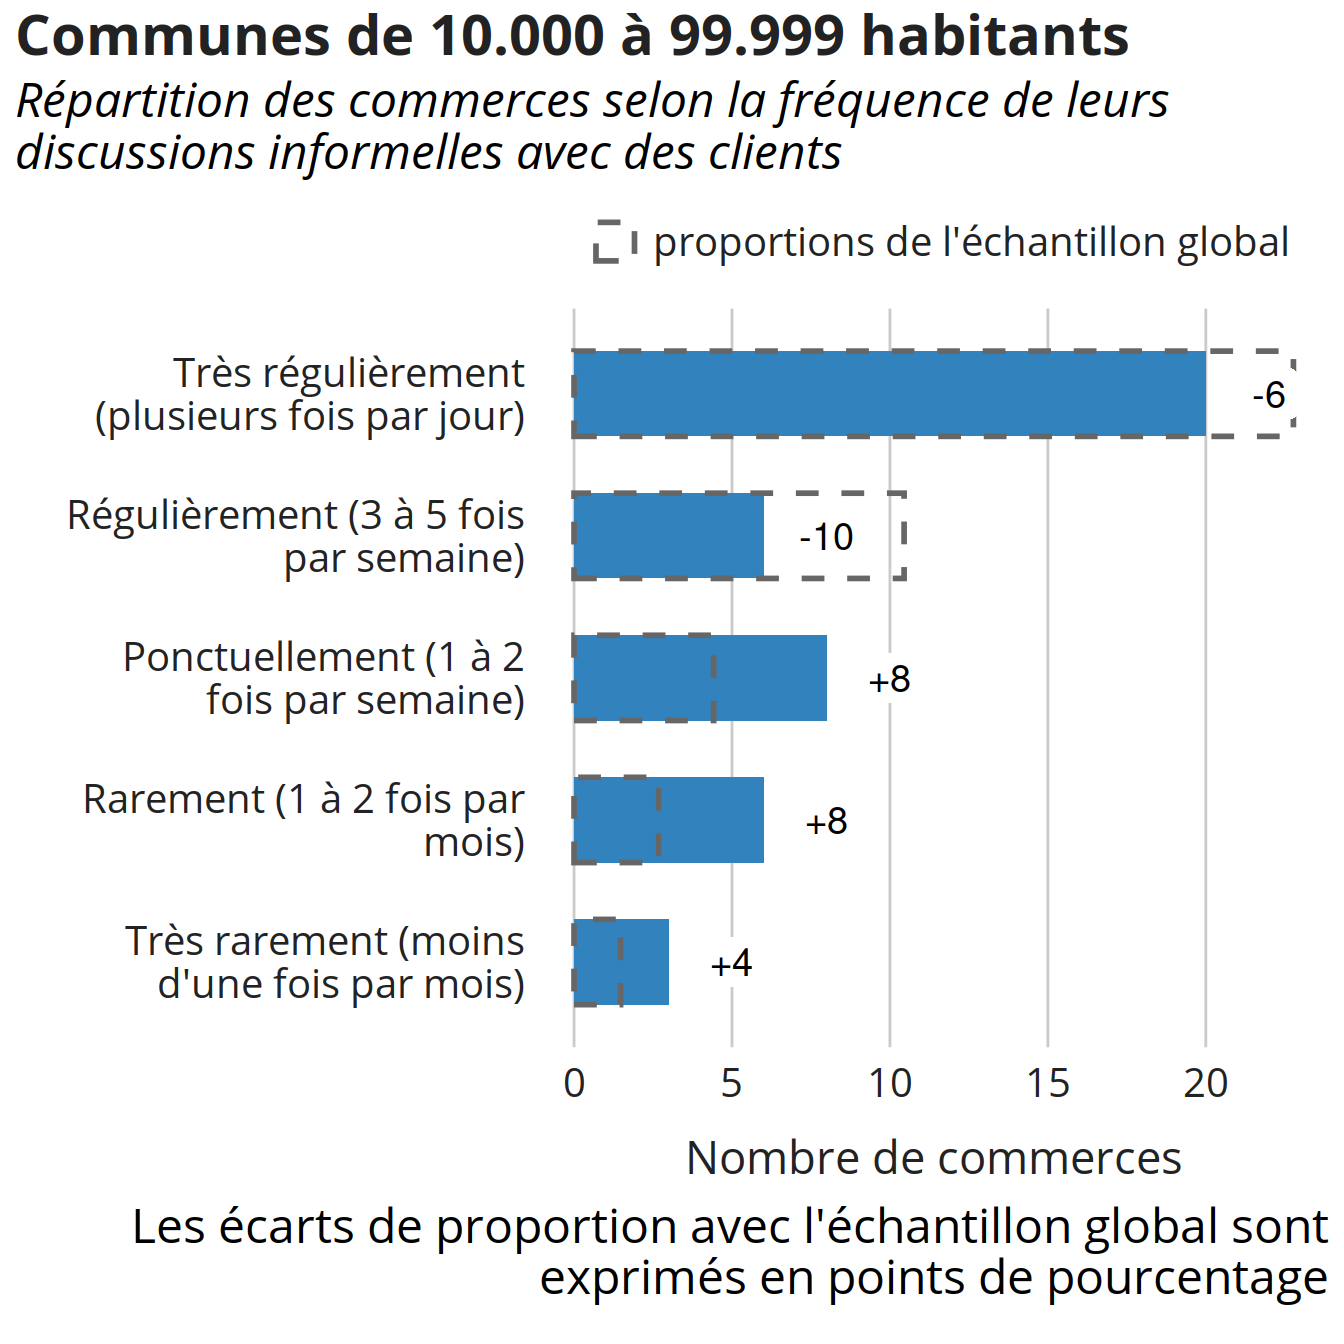 Communes de 10.000 à 99.999 habitants
Répartition des commerces selon la fréquence de leurs
discussions informelles avec des clients
proportions de l'échantillon global
Très régulièrement
(plusieurs fois par jour)
-6
Régulièrement (3 à 5 fois
par semaine)
-10
Ponctuellement (1 à 2
fois par semaine)
+8
Rarement (1 à 2 fois par
mois)
+8
Très rarement (moins
d'une fois par mois)
+4
0 5 10 15 20
Nombre de commerces
Les écarts de proportion avec l'échantillon global sont
exprimés en points de pourcentage